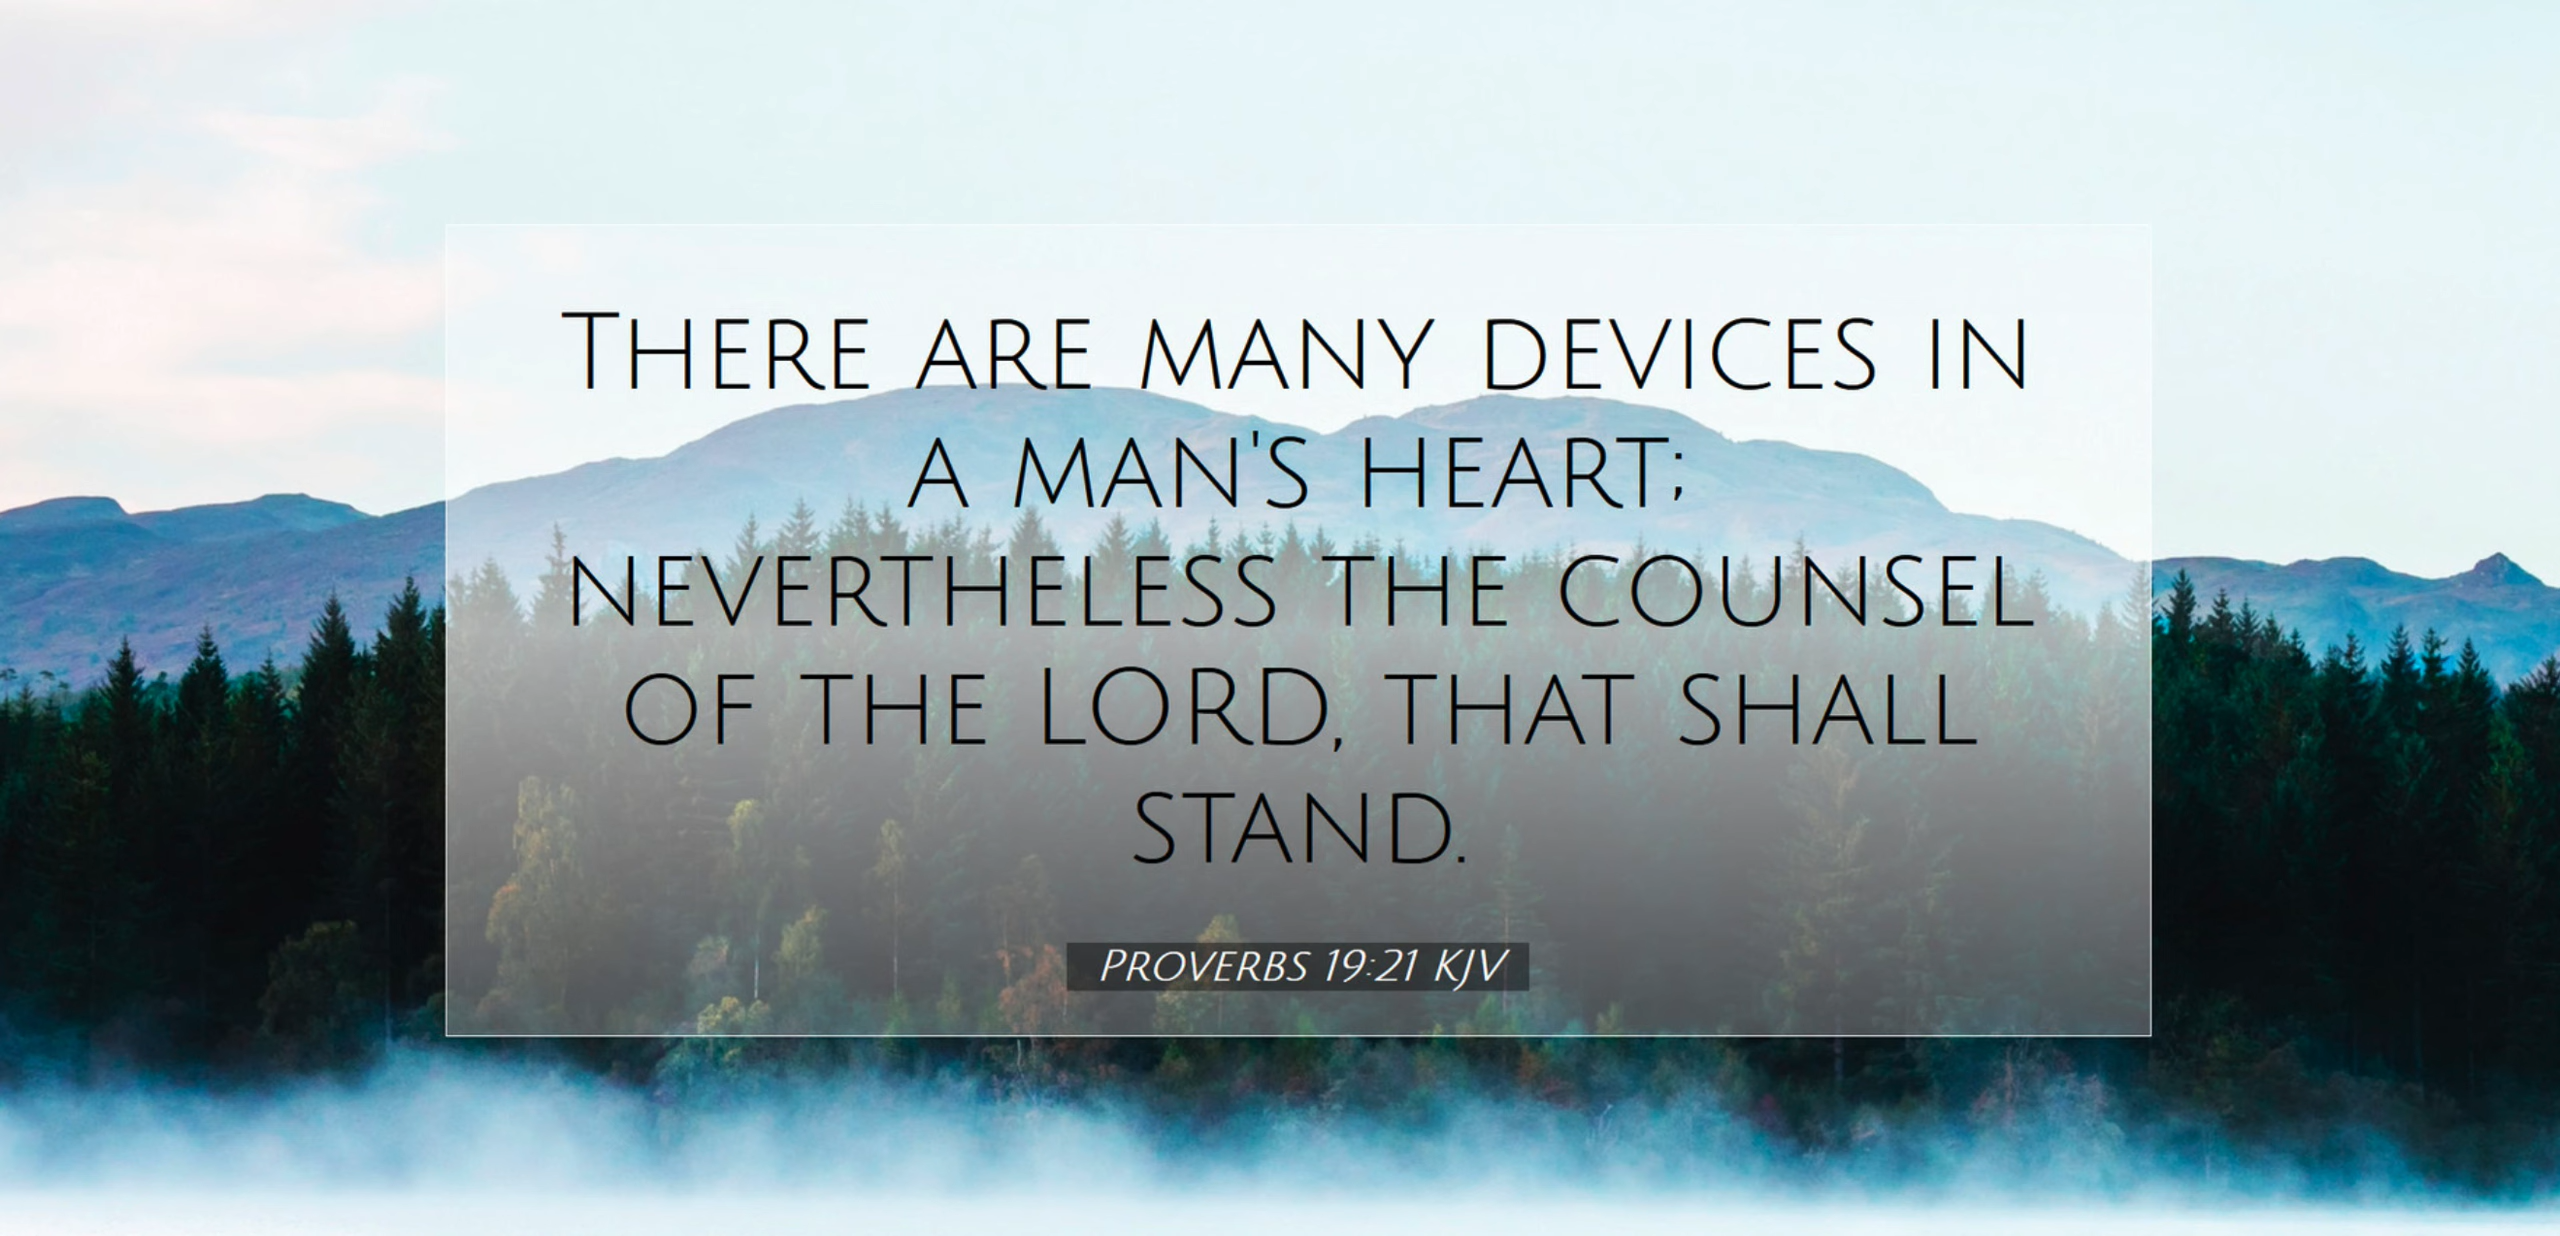 There are many devices in
a man's heart;
nevertheless the counsel
of the LORD, that shall
stand.
Proverbs 19:21 KJV